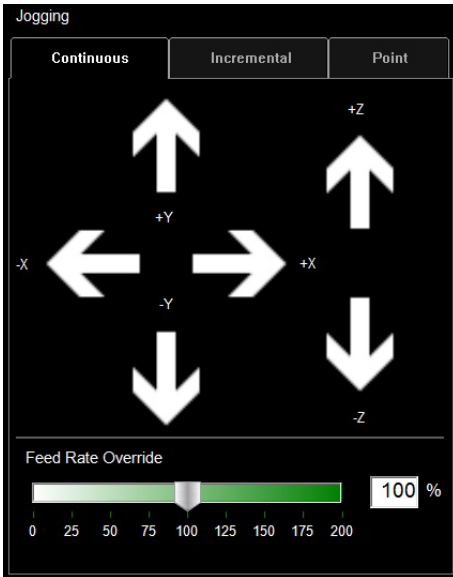 Jogging
Continuous Incremental Point
+Z
+Y
-X +X
-Y
-Z
Feed Rate Override
100 %
0 25 50 75 100 125 150 175 200